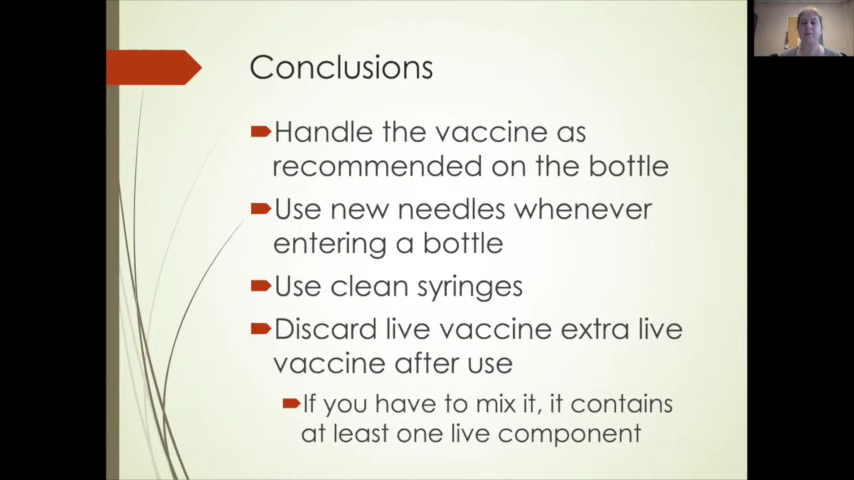 Conclusions
Handle the vaccine as
recommended on the bottle
Use new needles whenever
entering a bottle
Use clean syringes
Discard live vaccine extra live
vaccine after use
If you have to mix it, it contains
at least one live component